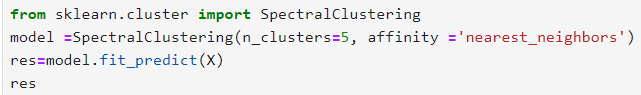 from sklearn.cluster import SpectralClustering
model =SpectralClustering(n_clusters=5, affinity ='nearest_neighbors')
res=model.fit_predict(X)
res